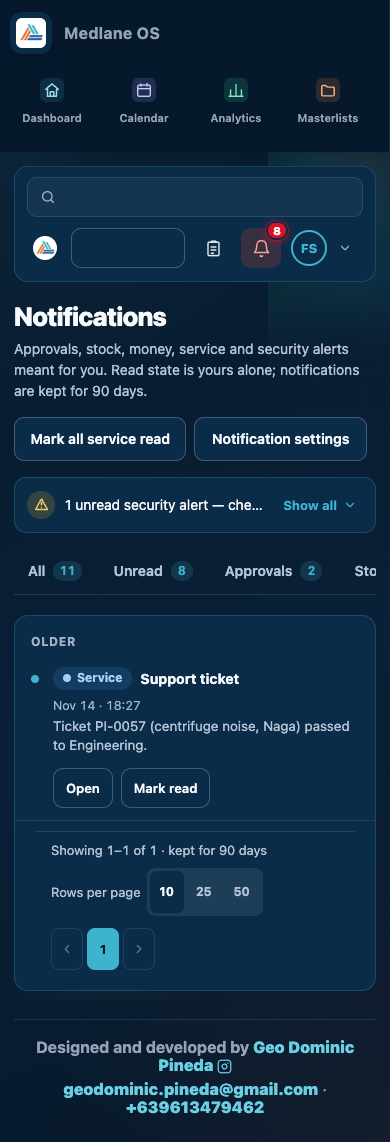 Medlane OS
Dashboard
Calendar
Analytics
Masterlists
8
FS
Notifications
Approvals, stock, money, service and security alerts
meant for you. Read state is yours alone; notifications
are kept for 90 days.
Mark all service read
Notification settings
1 unread security alert — che...
Show all
All 11
Unread 8
Approvals 2
Sto
OLDER
Service
Support ticket
Nov 14 · 18:27
Ticket PI-0057 (centrifuge noise, Naga) passed
to Engineering.
Open
Mark read
Showing 1–1 of 1 · kept for 90 days
Rows per page 10 25 50
1
Designed and developed by Geo Dominic
Pineda
geodominic.pineda@gmail.com ·
+639613479462